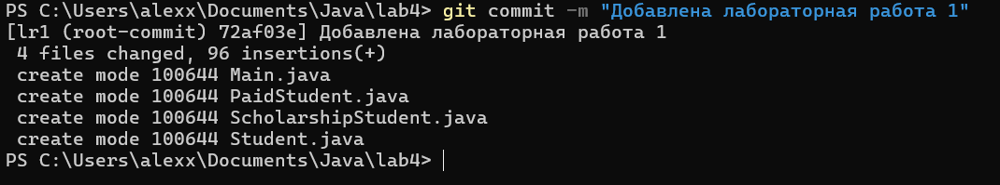 PS C:\Users\alexx\Documents\Java\lab4> git commit -m "Добавлена лабораторная работа 1"
[lr1 (root-commit) 72af03e] Добавлена лабораторная работа 1
 4 files changed, 96 insertions(+)
 create mode 100644 Main.java
 create mode 100644 PaidStudent.java
 create mode 100644 ScholarshipStudent.java
 create mode 100644 Student.java
PS C:\Users\alexx\Documents\Java\lab4>